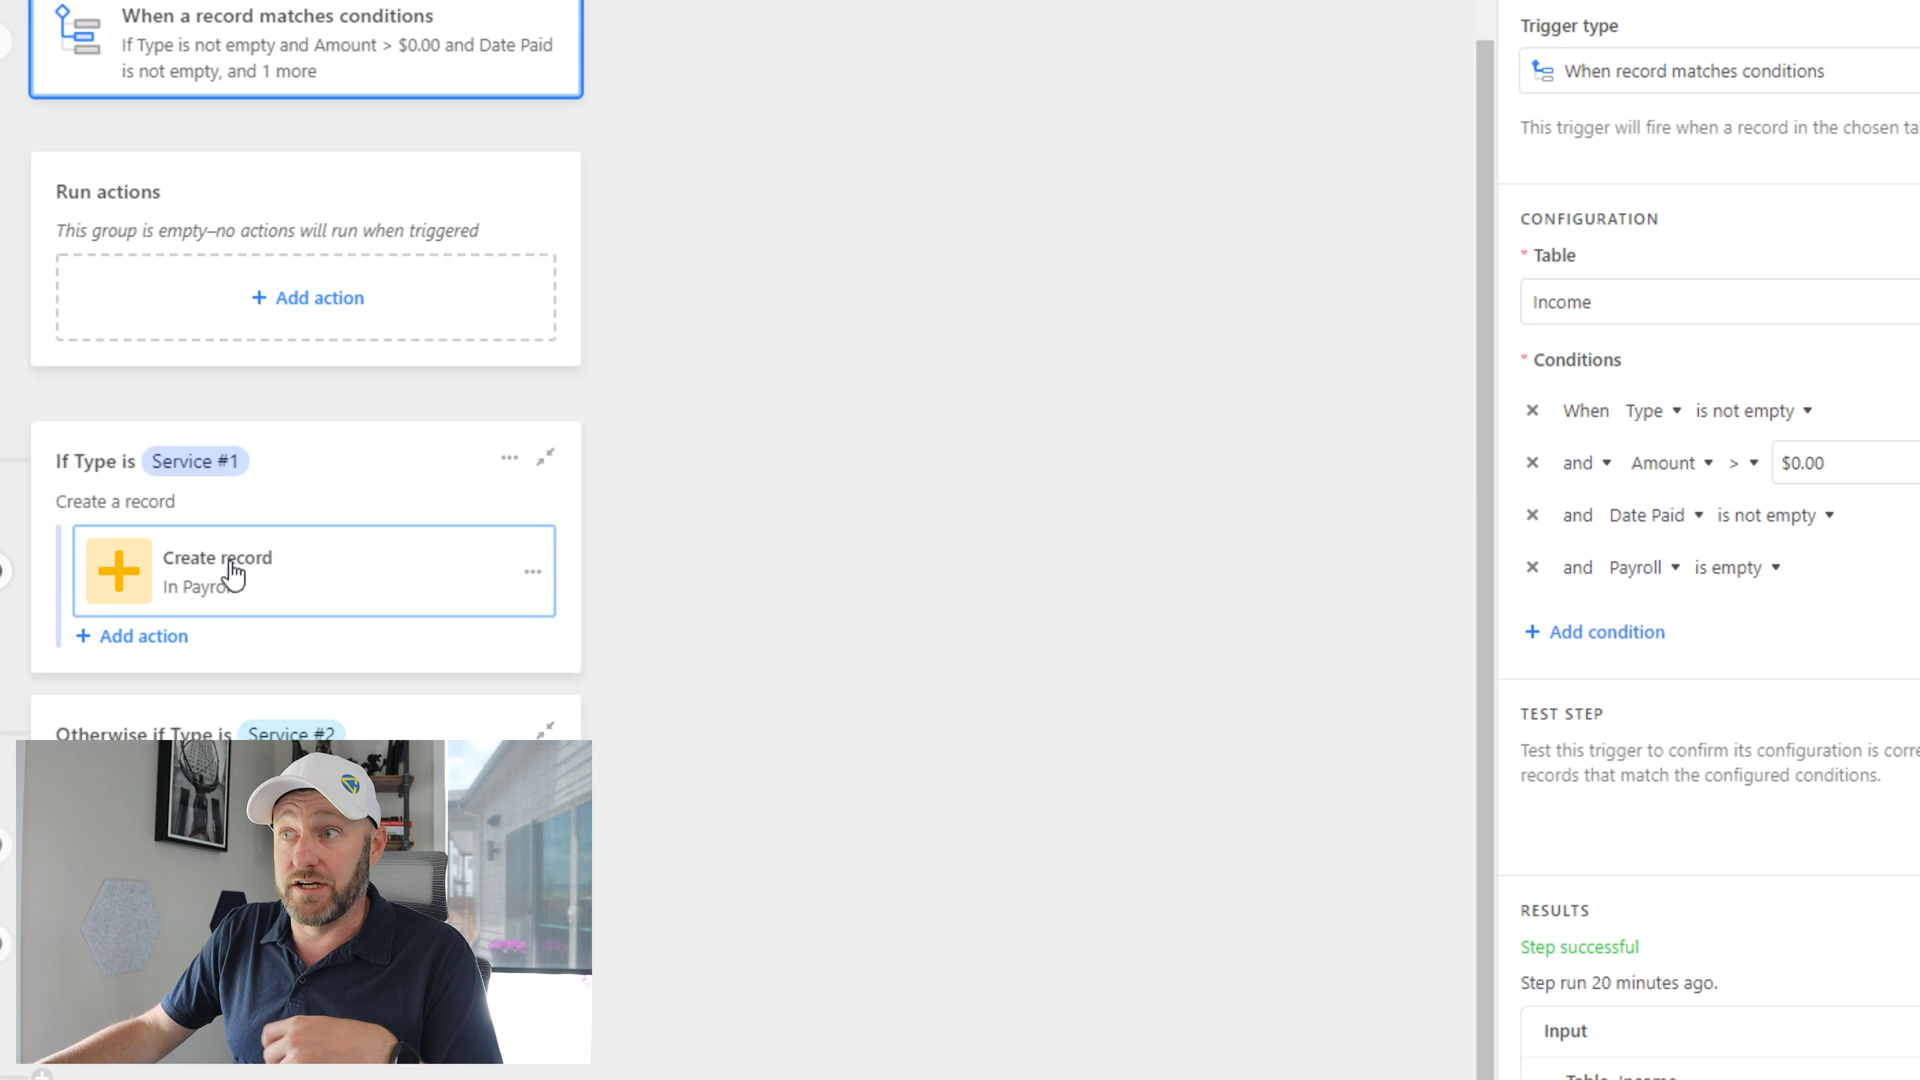 When a record matches conditions
If Type is not empty and Amount > $0.00 and Date Paid
is not empty, and 1 more
Run actions
This group is empty–no actions will run when triggered
+ Add action
If Type is Service #1
Create a record
Create record
In Payro
+ Add action
Otherwise if Type is Service #2
Trigger type
When record matches conditions
This trigger will fire when a record in the chosen ta
CONFIGURATION
* Table
Income
* Conditions
When Type is not empty
and Amount > $0.00
and Date Paid is not empty
and Payroll is empty
+ Add condition
TEST STEP
Test this trigger to confirm its configuration is corre
records that match the configured conditions.
RESULTS
Step successful
Step run 20 minutes ago.
Input
Table Income